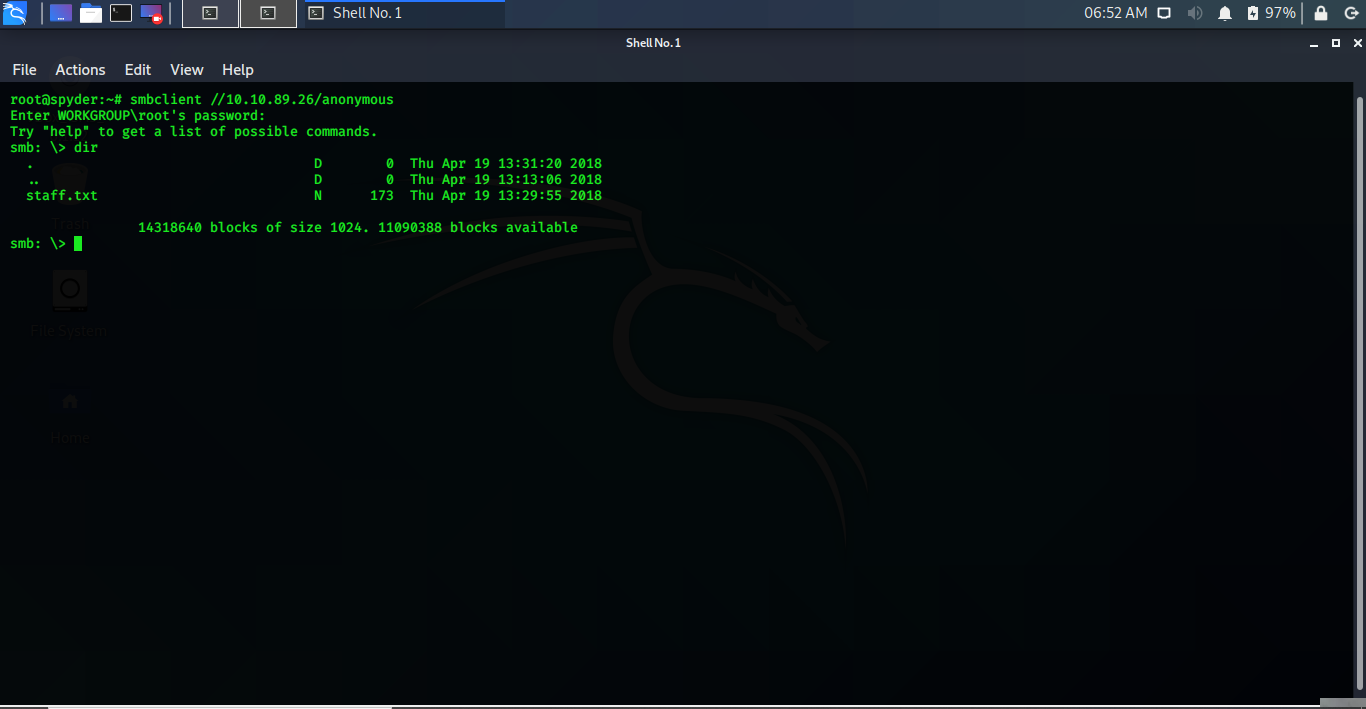 Shell No. 1
06:52 AM
97%
Shell No. 1
File Actions Edit View Help
root@spyder:~# smbclient //10.10.89.26/anonymous
Enter WORKGROUP\root's password:
Try "help" to get a list of possible commands.
smb: \> dir
. D 0 Thu Apr 19 13:31:20 2018
.. D 0 Thu Apr 19 13:13:06 2018
staff.txt N 173 Thu Apr 19 13:29:55 2018
Trash
14318640 blocks of size 1024. 11090388 blocks available
smb: \>
File System
Home